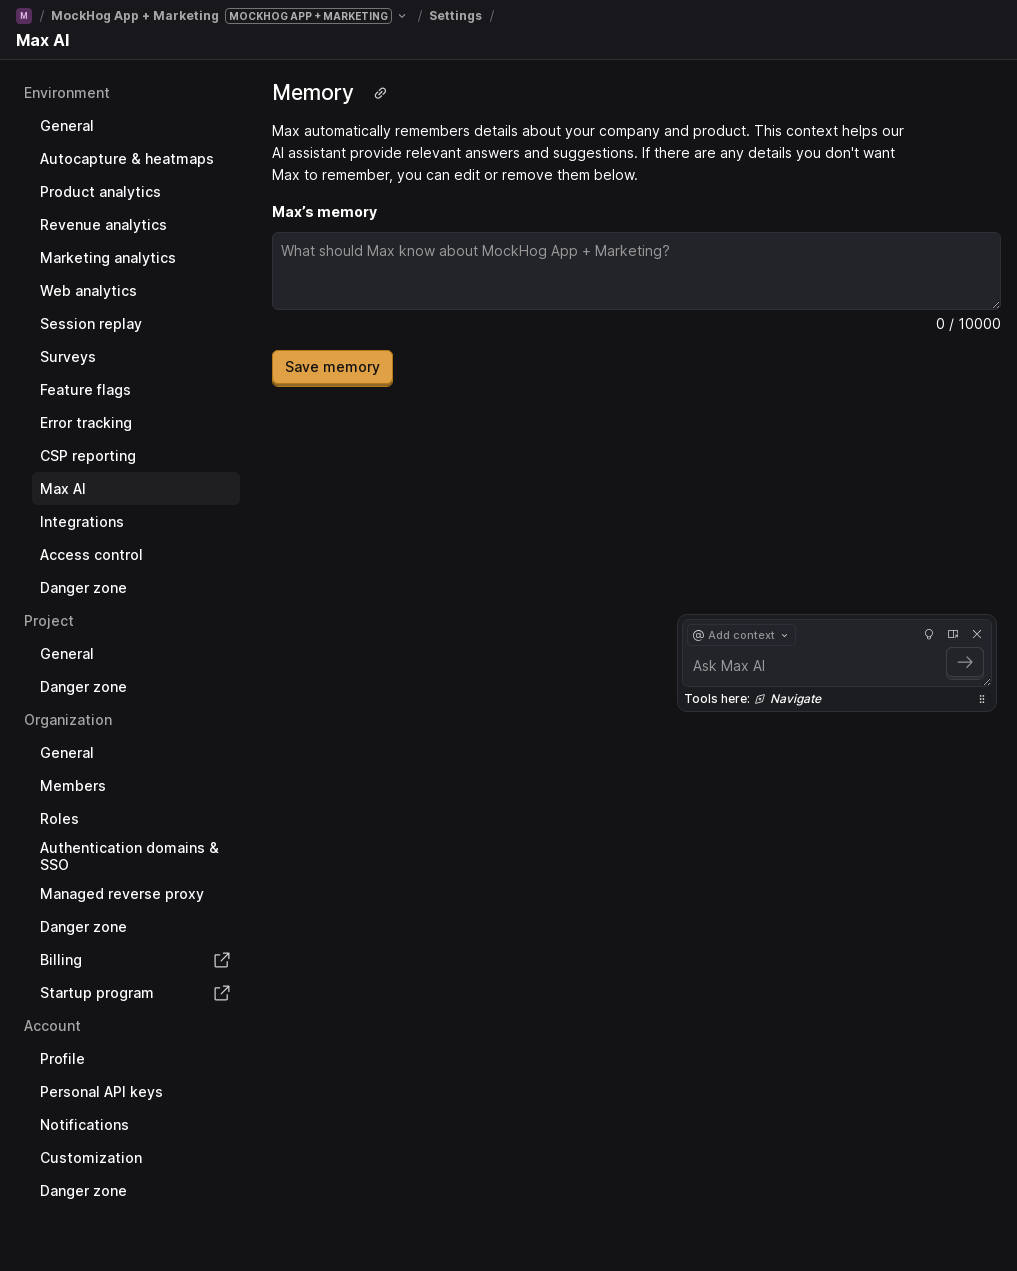 M / MockHog App + Marketing MOCKHOG APP + MARKETING / Settings /
Max AI
Environment
General
Autocapture & heatmaps
Product analytics
Revenue analytics
Marketing analytics
Web analytics
Session replay
Surveys
Feature flags
Error tracking
CSP reporting
Max AI
Integrations
Access control
Danger zone
Project
General
Danger zone
Organization
General
Members
Roles
Authentication domains &
SSO
Managed reverse proxy
Danger zone
Billing
Startup program
Account
Profile
Personal API keys
Notifications
Customization
Danger zone
Memory
Max automatically remembers details about your company and product. This context helps our
AI assistant provide relevant answers and suggestions. If there are any details you don't want
Max to remember, you can edit or remove them below.
Max’s memory
What should Max know about MockHog App + Marketing?
0 / 10000
Save memory
@ Add context
Ask Max AI
Tools here: Navigate